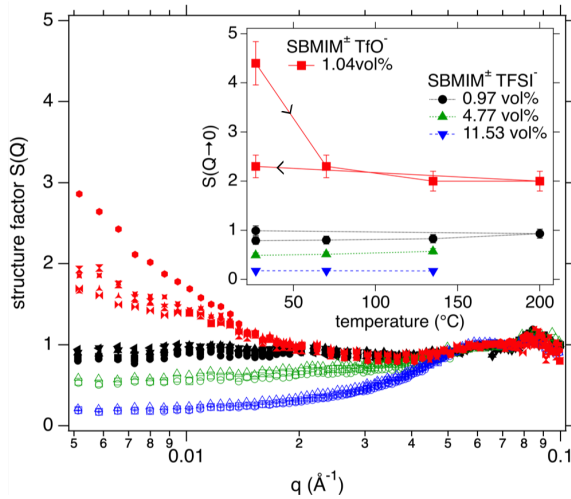 structure factor S(Q)
5
4
3
2
1
0
S(Q→0)
5
4
3
2
1
0
SBMIM± TfO-
1.04vol%
SBMIM± TFSI-
0.97 vol%
4.77 vol%
11.53 vol%
50
100
150
200
temperature (°C)
5 6 7 8 9 0.01 2 3 4 5 6 7 8 9 0.1
q (Å-1)